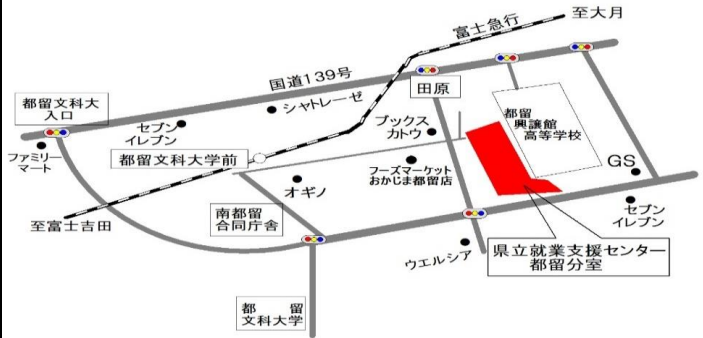 至大月
富士急行
国道139号
田原
都留文科大
入口
シャトレーゼ
セブン
イレブン
ブックス
カトウ
都留
興譲館
高等学校
ファミリー
マート
都留文科大学前
フーズマーケット
おかじま都留店
GS
オギノ
至富士吉田
南都留
合同庁舎
セブン
イレブン
ウエルシア
県立就業支援センター
都留分室
都　留
文科大学